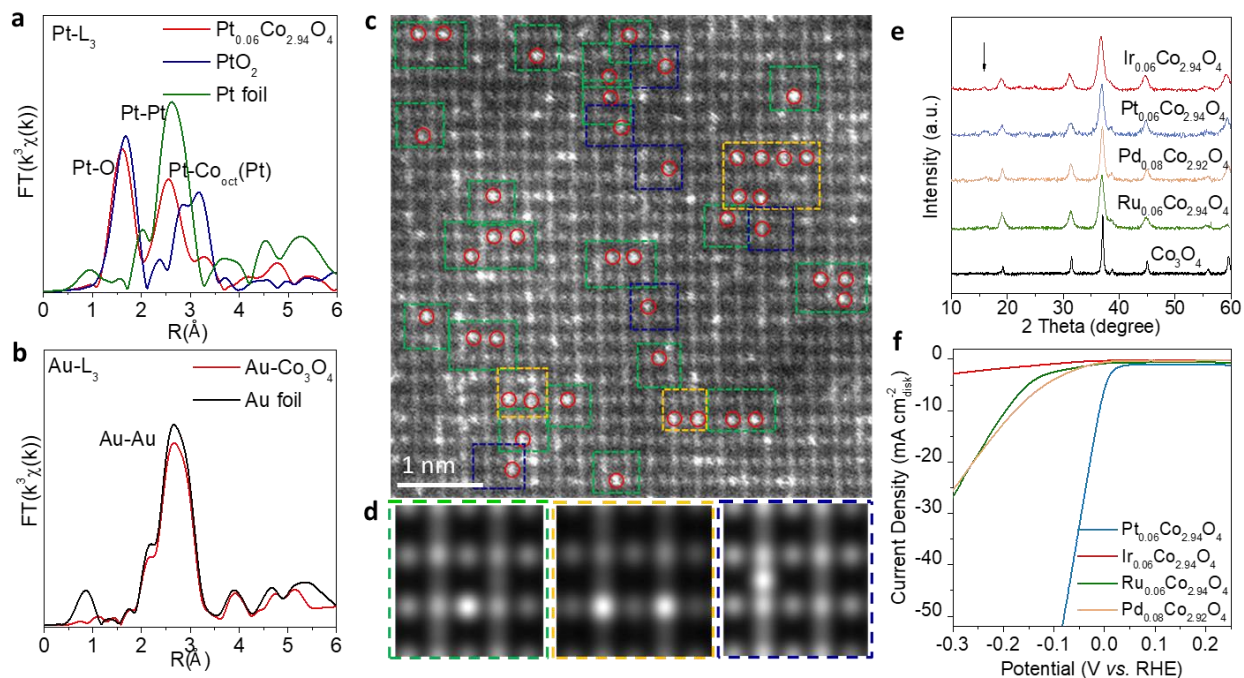 a
Pt-L₃
Pt₀.₀₆Co₂.₉₄O₄
PtO₂
Pt foil
Pt-Pt
Pt-O
Pt-Co_oct(Pt)
FT(k³χ(k))
0 1 2 3 4 5 6
R(Å)
b
Au-L₃
Au-Co₃O₄
Au foil
Au-Au
FT(k³χ(k))
0 1 2 3 4 5 6
R(Å)
c
1 nm
d
e
Ir₀.₀₆Co₂.₉₄O₄
Pt₀.₀₆Co₂.₉₄O₄
Pd₀.₀₈Co₂.₉₂O₄
Ru₀.₀₆Co₂.₉₄O₄
Co₃O₄
Intensity (a.u.)
10 20 30 40 50 60
2 Theta (degree)
f
0
-10
-20
-30
-40
-50
Current Density (mA cm⁻²_disk)
Pt₀.₀₆Co₂.₉₄O₄
Ir₀.₀₆Co₂.₉₄O₄
Ru₀.₀₆Co₂.₉₄O₄
Pd₀.₀₈Co₂.₉₂O₄
-0.3 -0.2 -0.1 0.0 0.1 0.2
Potential (V vs. RHE)